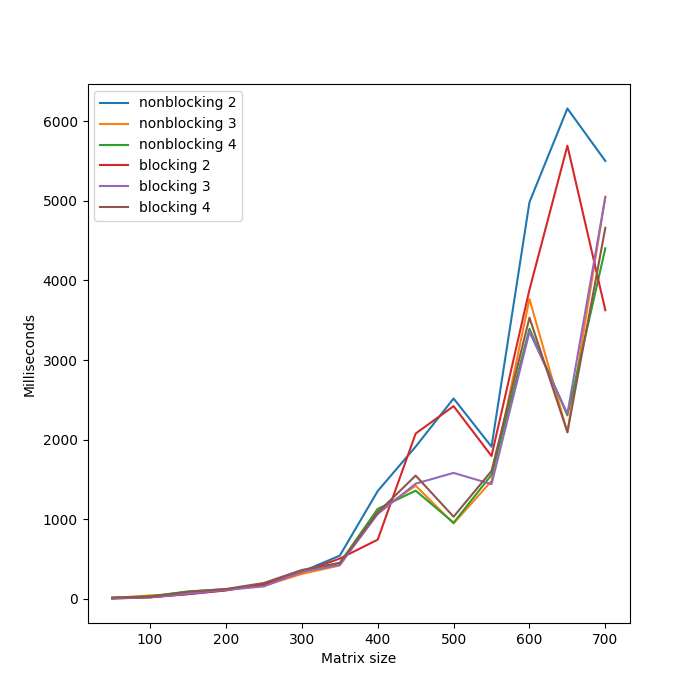 nonblocking 2
nonblocking 3
nonblocking 4
blocking 2
blocking 3
blocking 4
6000
5000
4000
3000
2000
1000
0
Milliseconds
100 200 300 400 500 600 700
Matrix size